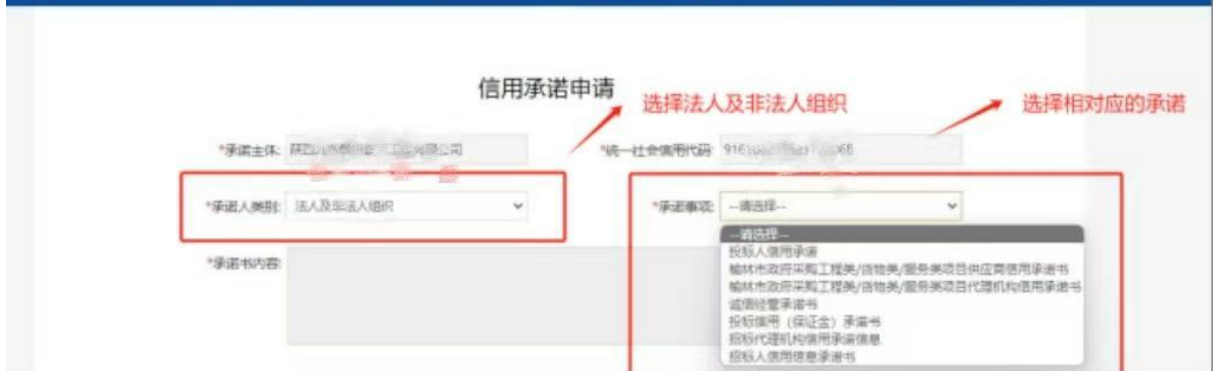 信用承诺申请
选择法人及非法人组织
选择相对应的承诺
*承诺主体:
*统一社会信用代码:
*承诺人类别: 法人及非法人组织
*承诺事项: --请选择--
--请选择--
投标人信用承诺
榆林市政府采购工程类/货物类/服务类项目供应商信用承诺书
榆林市政府采购工程类/货物类/服务类项目代理机构信用承诺书
诚信经营承诺书
投标信用（保证金）承诺书
招标代理机构信用承诺信息
招标人信用信息承诺书
*承诺书内容: